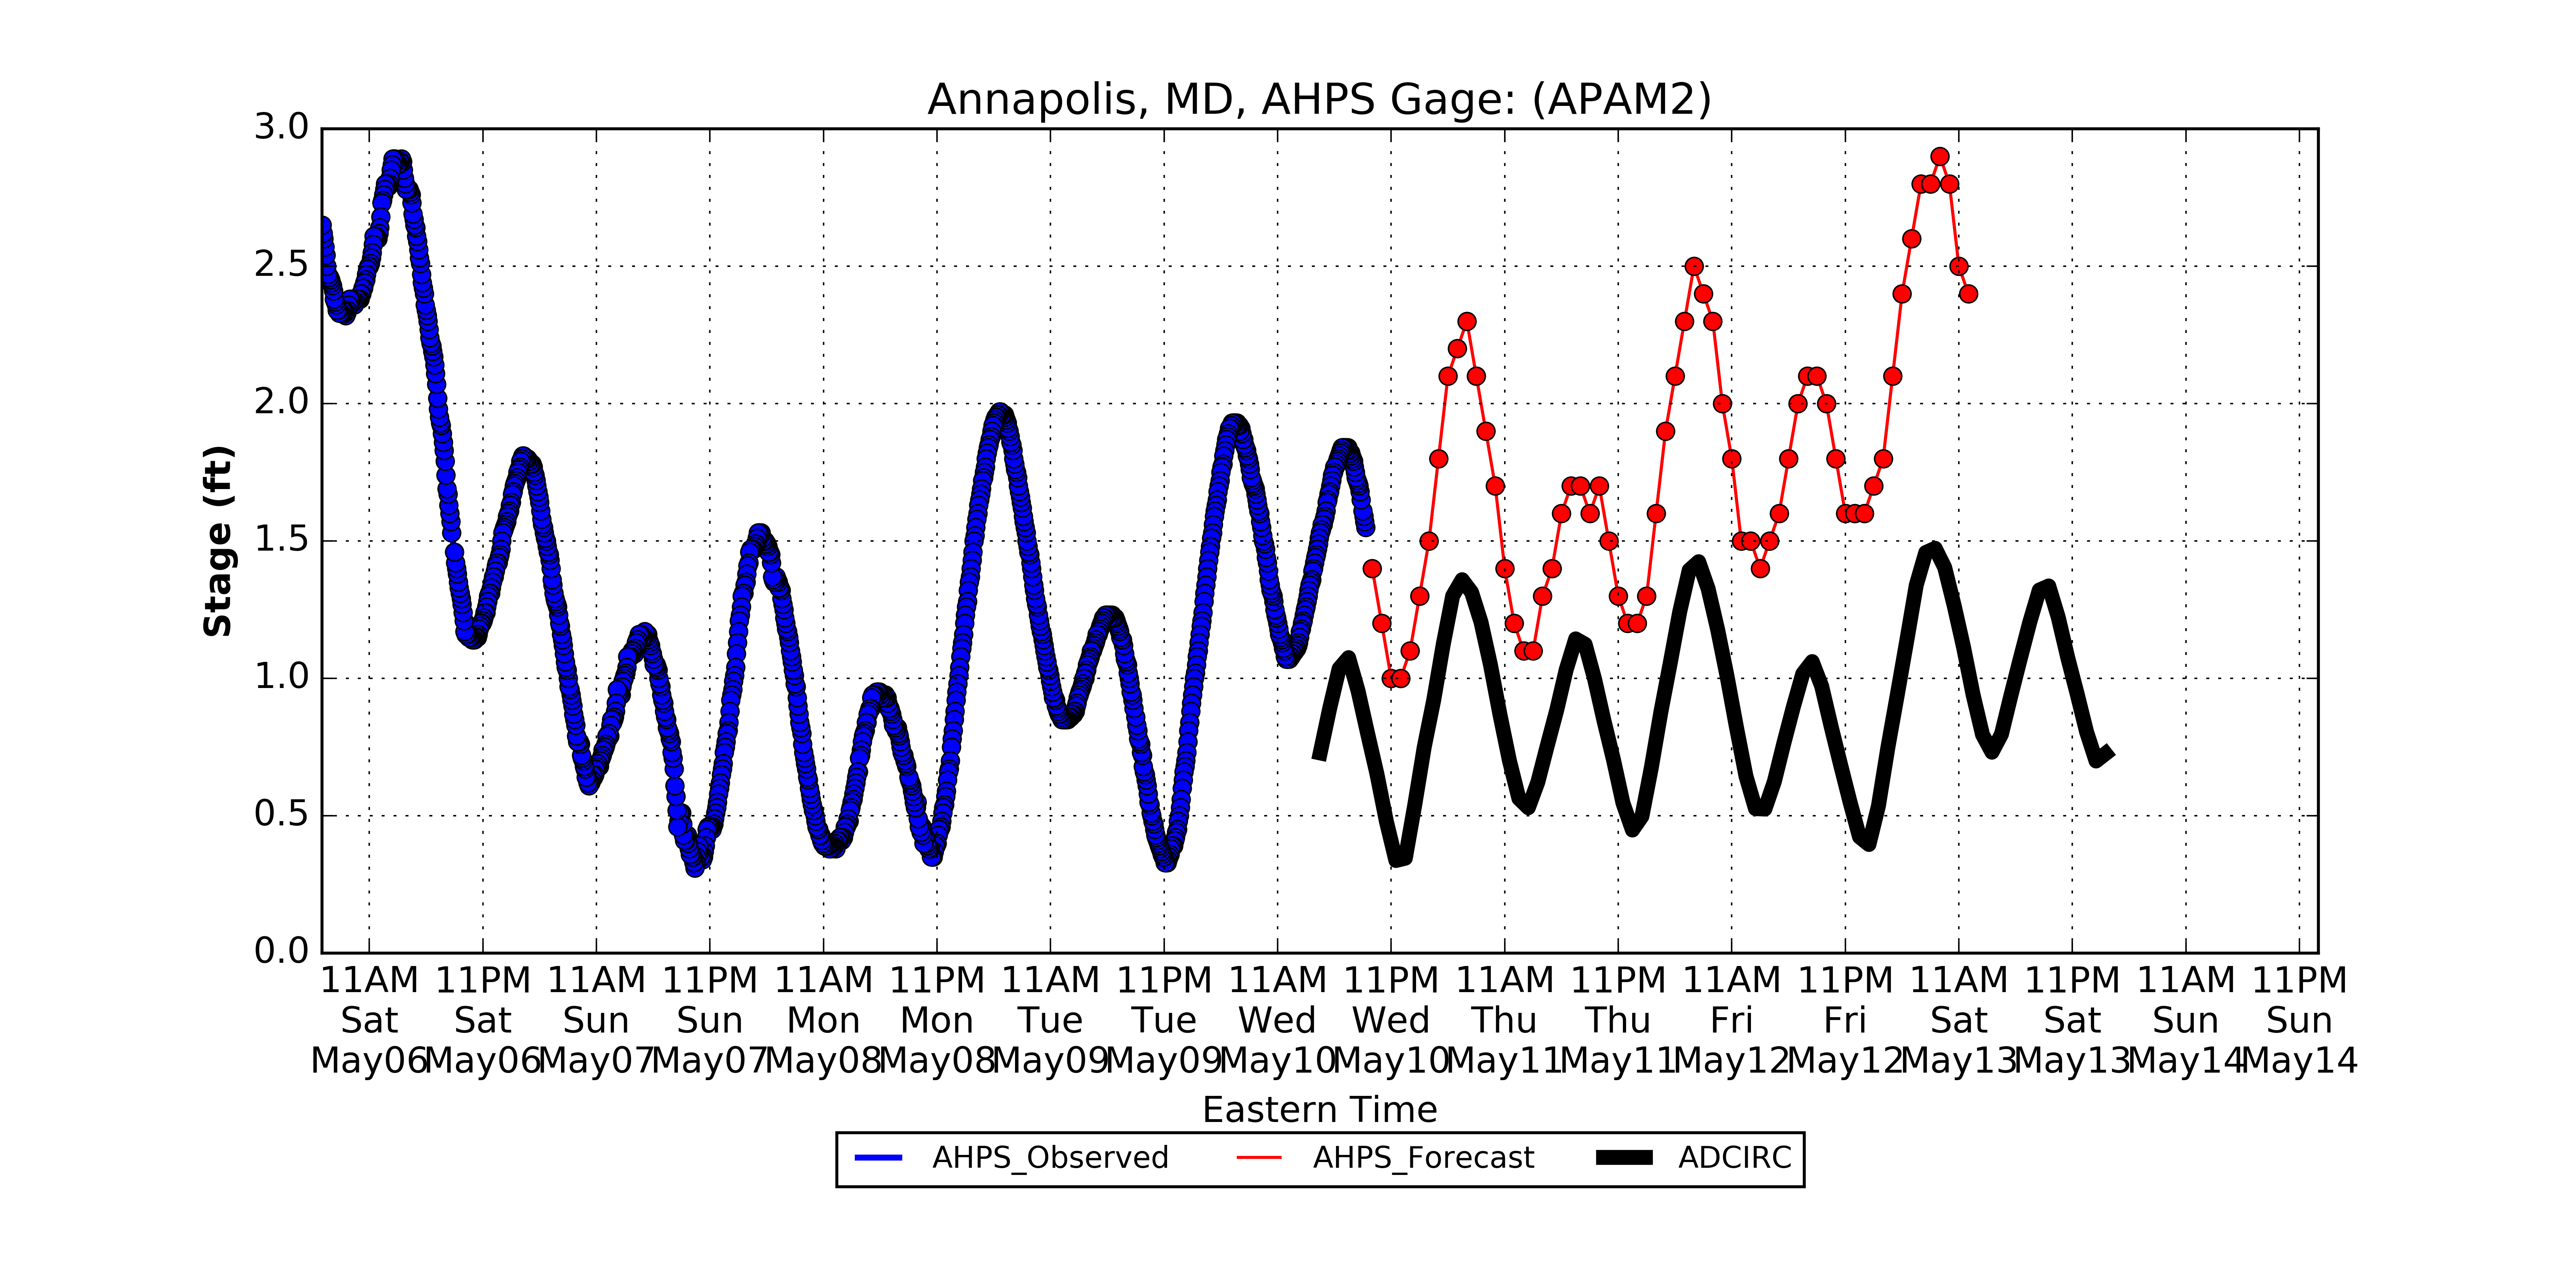 Annapolis, MD, AHPS Gage: (APAM2)
3.0
2.5
2.0
1.5
1.0
0.5
0.0
Stage (ft)
11AM 11PM 11AM 11PM 11AM 11PM 11AM 11PM 11AM 11PM 11AM 11PM 11AM 11PM 11AM 11PM 11AM 11PM
Sat Sat Sun Sun Mon Mon Tue Tue Wed Wed Thu Thu Fri Fri Sat Sat Sun Sun
May06 May06 May07 May07 May08 May08 May09 May09 May10 May10 May11 May11 May12 May12 May13 May13 May14 May14
Eastern Time
AHPS_Observed AHPS_Forecast ADCIRC